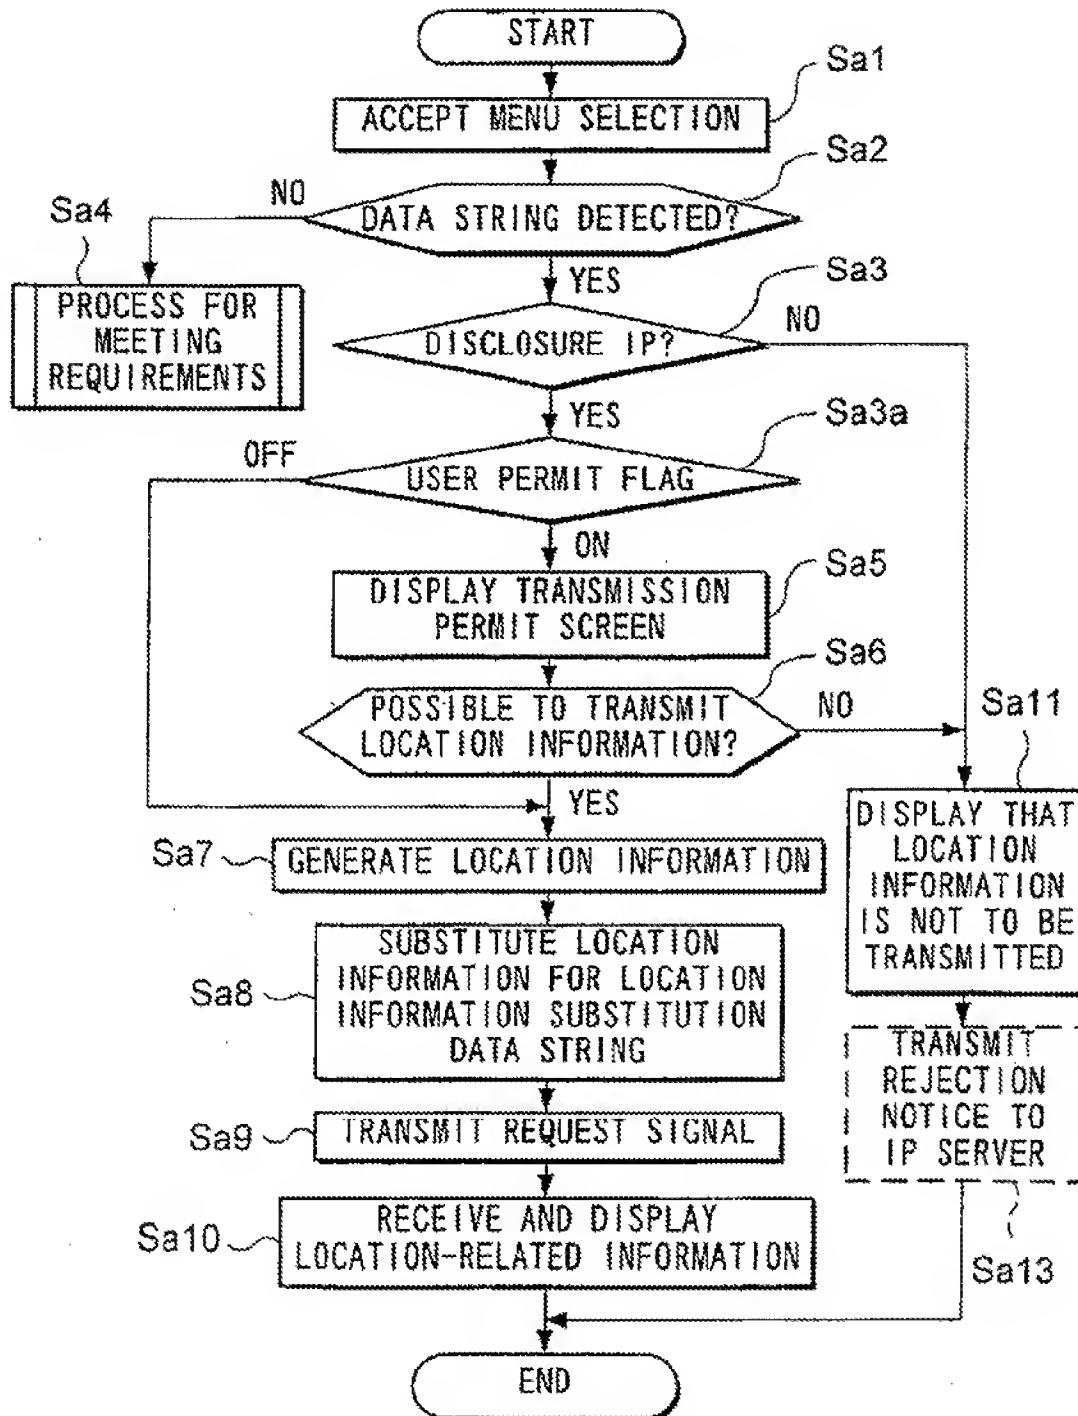 START
Sa1
ACCEPT MENU SELECTION
Sa2
NO
DATA STRING DETECTED?
Sa4
YES
Sa3
PROCESS FOR
MEETING
REQUIREMENTS
DISCLOSURE IP?
NO
YES
Sa3a
OFF
USER PERMIT FLAG
ON
Sa5
DISPLAY TRANSMISSION
PERMIT SCREEN
Sa6
POSSIBLE TO TRANSMIT
LOCATION INFORMATION?
NO
Sa11
YES
DISPLAY THAT
LOCATION
INFORMATION
IS NOT TO BE
TRANSMITTED
Sa7
GENERATE LOCATION INFORMATION
Sa8
SUBSTITUTE LOCATION
INFORMATION FOR LOCATION
INFORMATION SUBSTITUTION
DATA STRING
TRANSMIT
REJECTION
NOTICE TO
IP SERVER
Sa9
TRANSMIT REQUEST SIGNAL
Sa10
RECEIVE AND DISPLAY
LOCATION-RELATED INFORMATION
Sa13
END